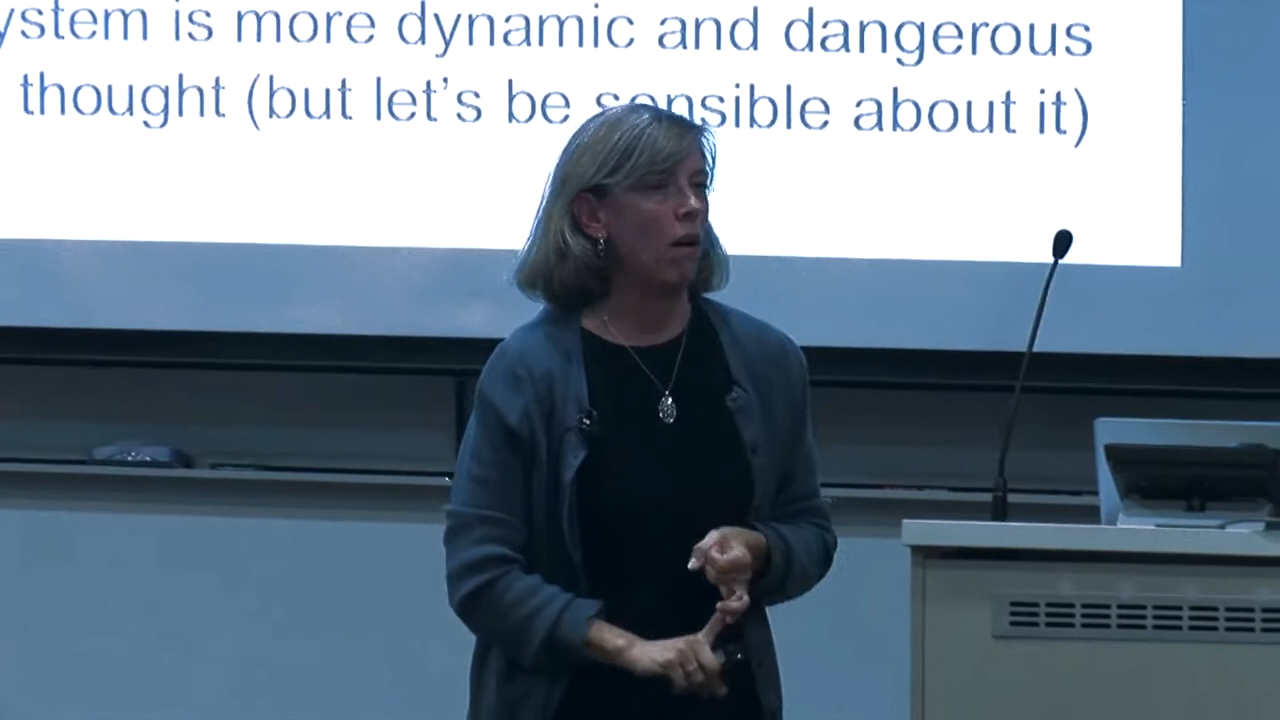 ystem is more dynamic and dangerous
thought (but let's be sensible about it)